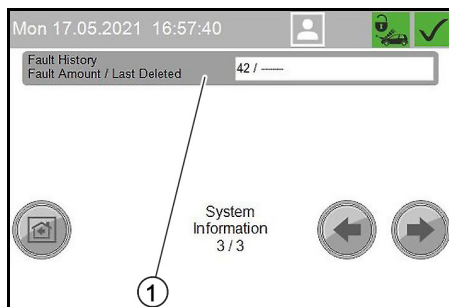 Mon 17.05.2021 16:57:40
Fault History
Fault Amount / Last Deleted
42 / -------
System
Information
3 / 3
1